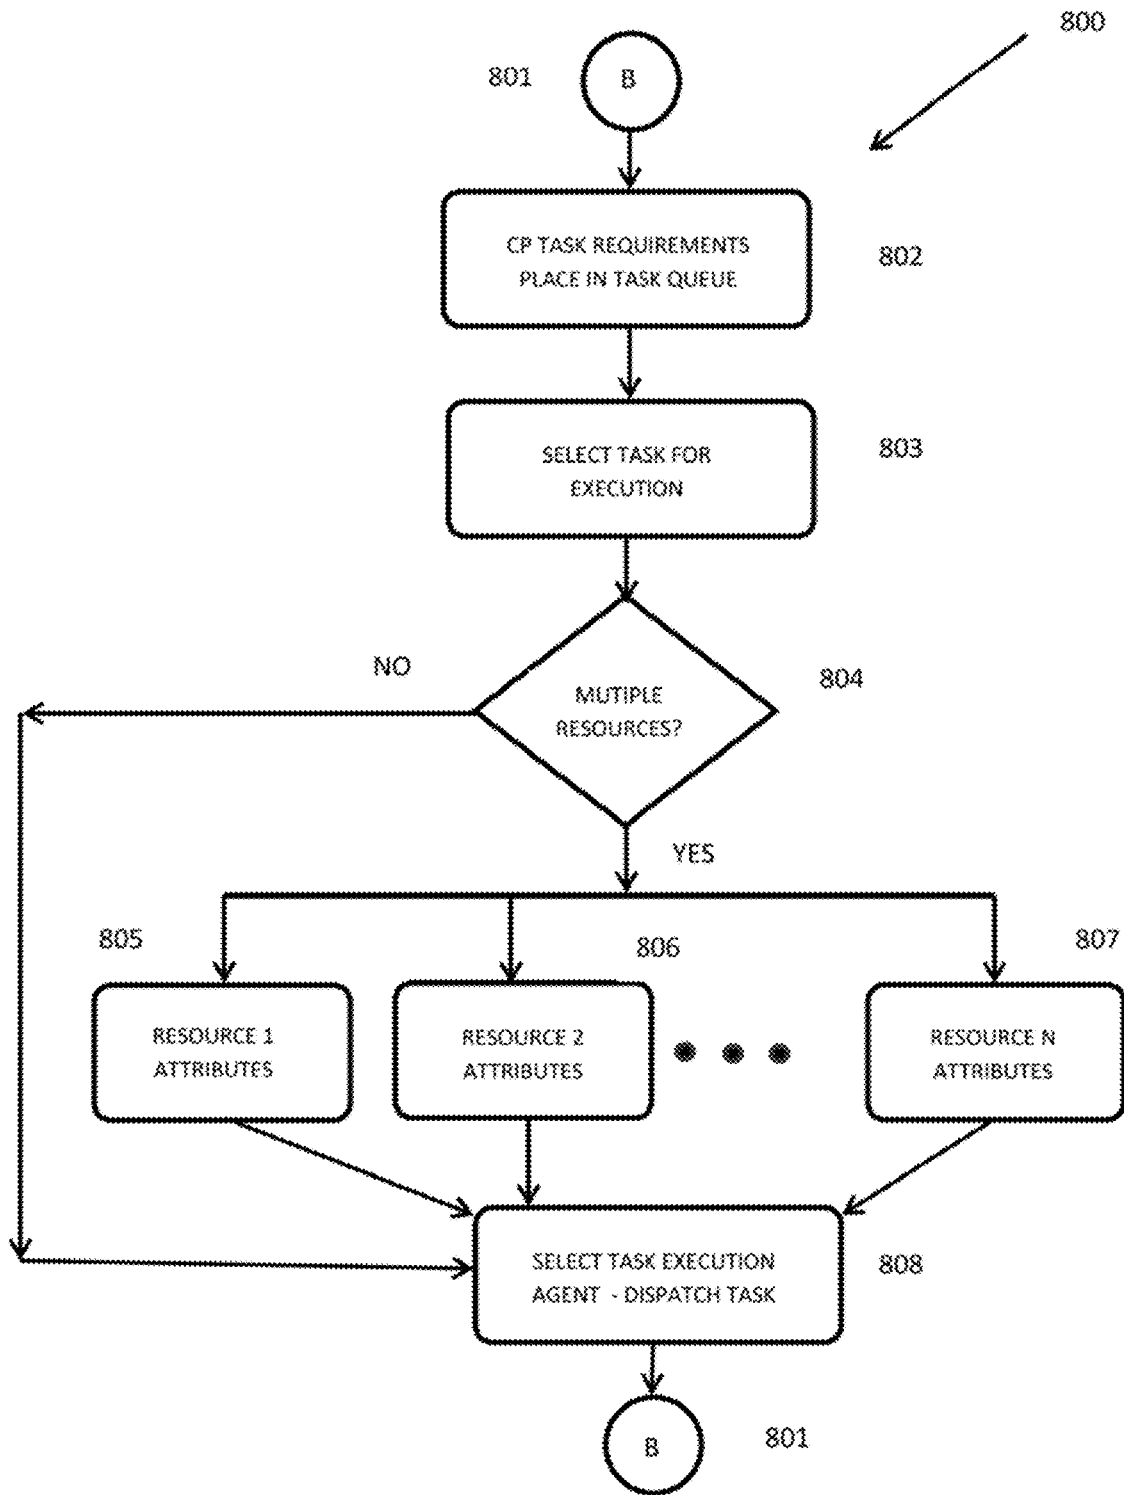 800
801
B
CP TASK REQUIREMENTS
PLACE IN TASK QUEUE
802
SELECT TASK FOR
EXECUTION
803
NO
MUTIPLE
RESOURCES?
804
YES
805
806
807
RESOURCE 1
ATTRIBUTES
RESOURCE 2
ATTRIBUTES
RESOURCE N
ATTRIBUTES
SELECT TASK EXECUTION
AGENT - DISPATCH TASK
808
B
801